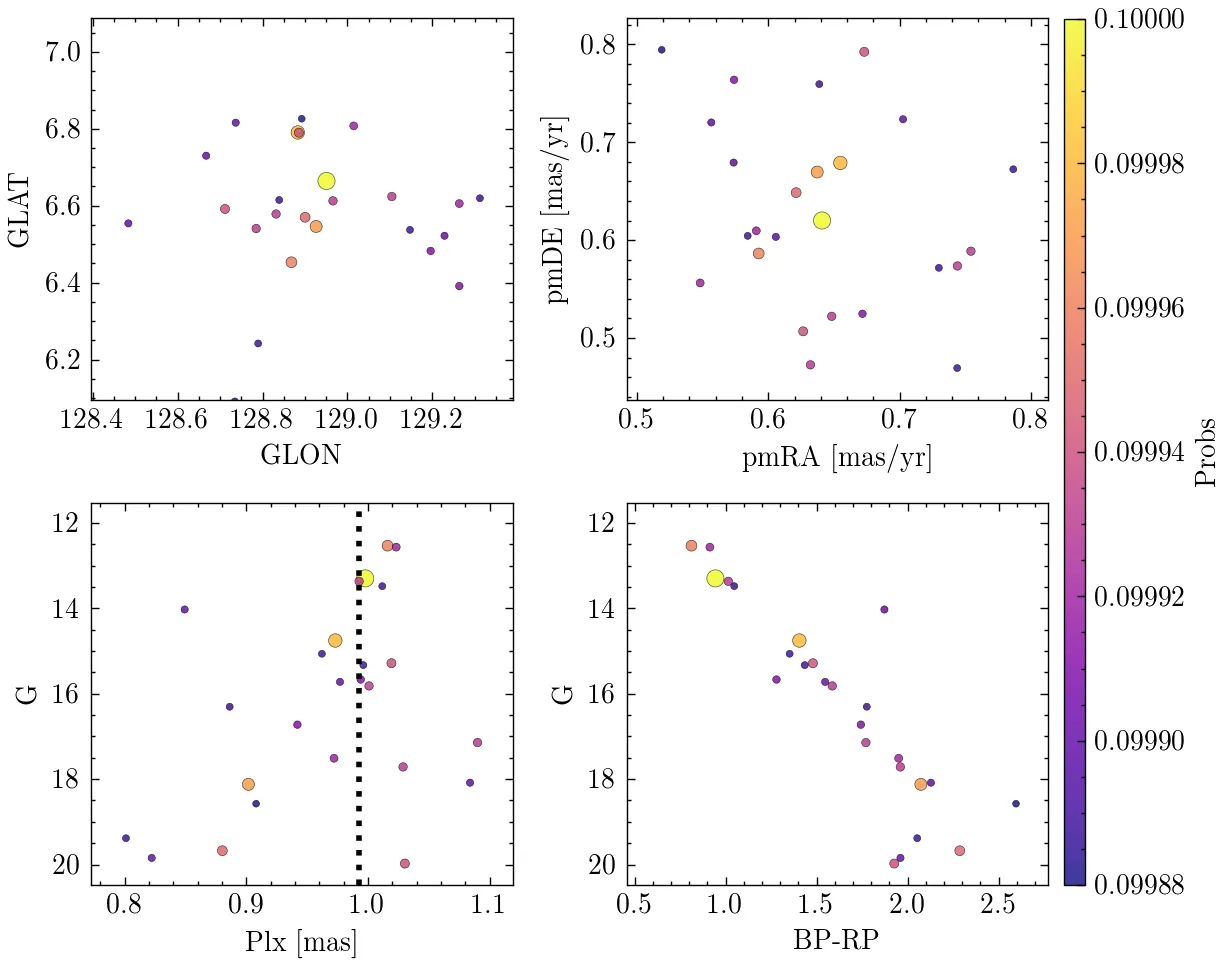 7.0
6.8
6.6
6.4
6.2
GLAT
128.4 128.6 128.8 129.0 129.2
GLON
0.8
0.7
0.6
0.5
pmDE [mas/yr]
0.5 0.6 0.7 0.8
pmRA [mas/yr]
12
14
16
18
20
G
0.8 0.9 1.0 1.1
Plx [mas]
12
14
16
18
20
G
0.5 1.0 1.5 2.0 2.5
BP-RP
0.10000
0.09998
0.09996
0.09994
0.09992
0.09990
0.09988
Probs